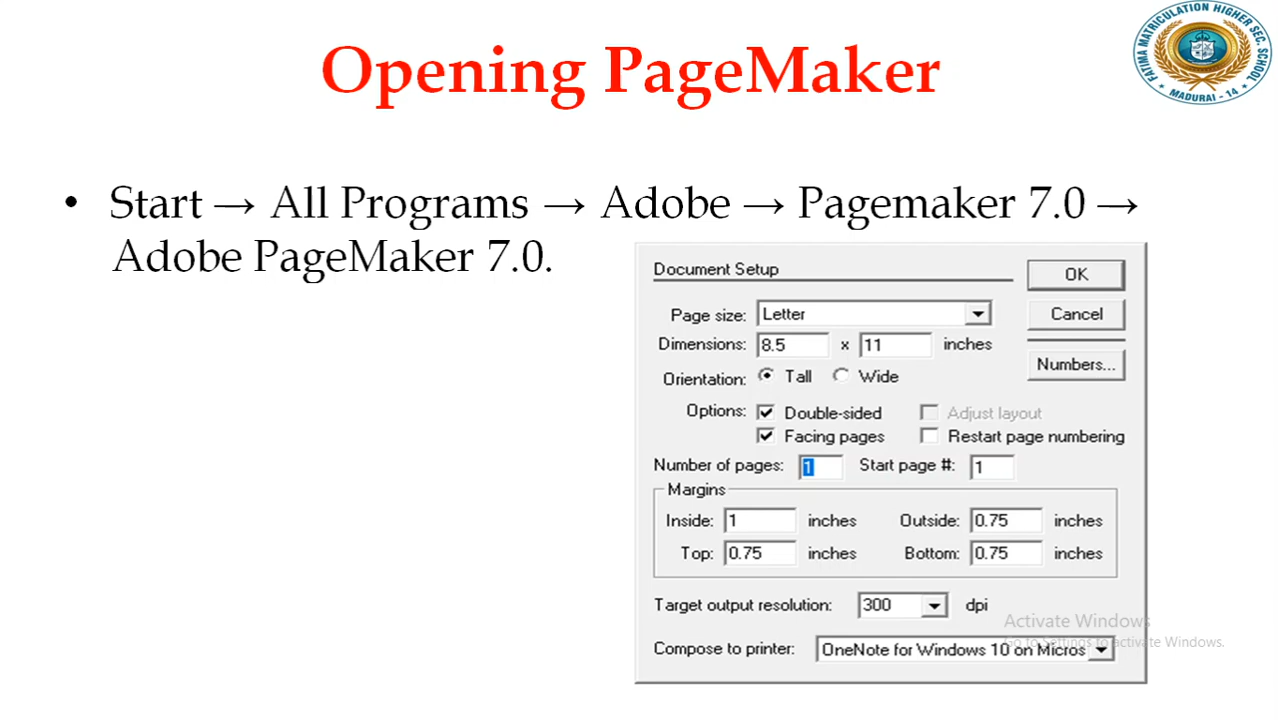 Opening PageMaker
FATIMA MATRICULATION HIGHER SEC. SCHOOL
MADURAI - 14
• Start → All Programs → Adobe → Pagemaker 7.0 →
Adobe PageMaker 7.0.
Document Setup
OK
Page size: Letter
Cancel
Dimensions: 8.5 x 11 inches
Numbers...
Orientation: Tall Wide
Options: Double-sided Adjust layout
Facing pages Restart page numbering
Number of pages: 1 Start page #: 1
Margins
Inside: 1 inches Outside: 0.75 inches
Top: 0.75 inches Bottom: 0.75 inches
Target output resolution: 300 dpi
Activate Windows
Go to Settings to activate Windows.
Compose to printer: OneNote for Windows 10 on Micros